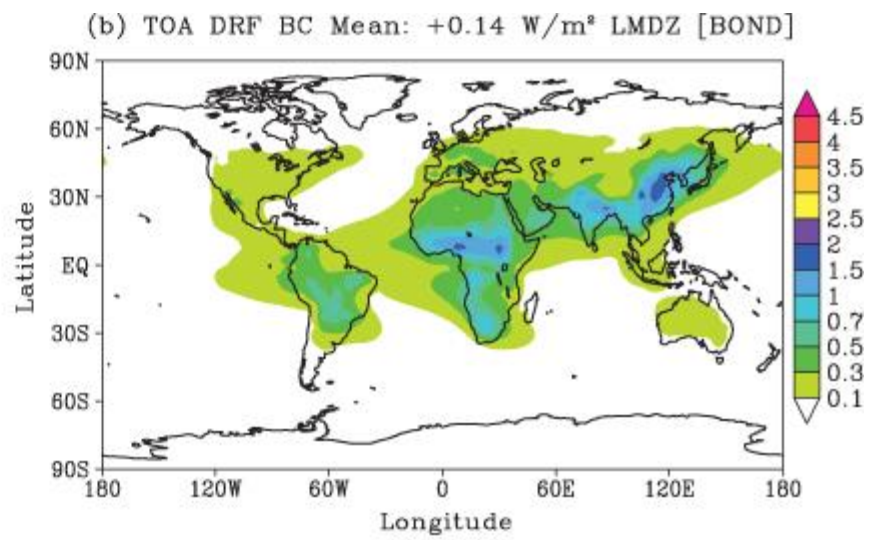 (b) TOA DRF BC Mean: +0.14 W/m² LMDZ [BOND]
90N
60N
30N
EQ
30S
60S
90S
Latitude
180 120W 60W 0 60E 120E 180
Longitude
4.5
4
3.5
3
2.5
2
1.5
1
0.7
0.5
0.3
0.1